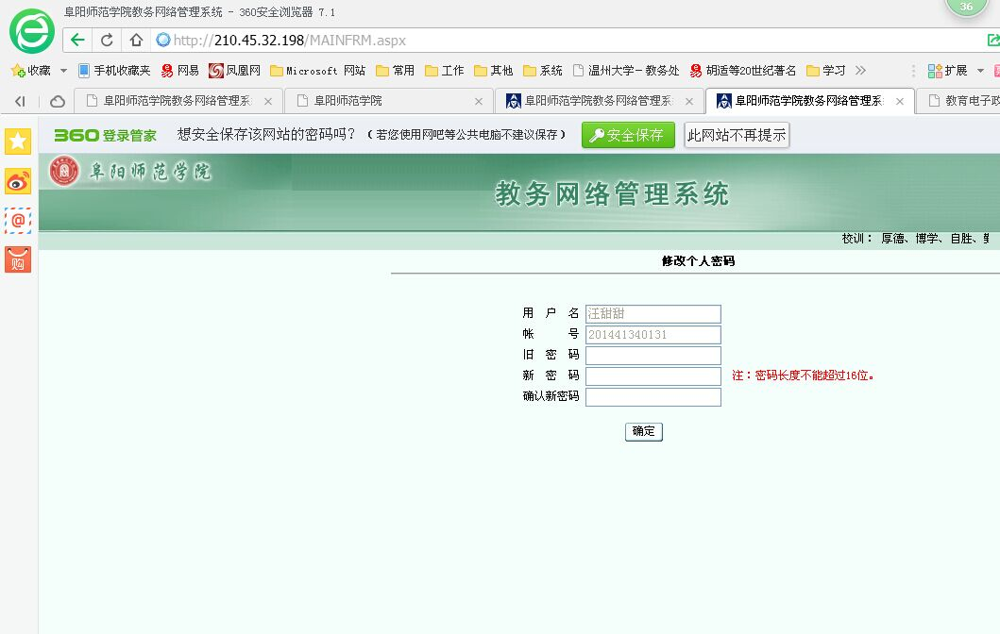 阜阳师范学院教务网络管理系统 - 360安全浏览器 7.1
36
http://210.45.32.198/MAINFRM.aspx
收藏 手机收藏夹 网易 凤凰网 Microsoft 网站 常用 工作 其他 系统 温州大学－教务处 胡适等20世纪著名 学习 扩展
阜阳师范学院教务网络管理系 阜阳师范学院 阜阳师范学院教务网络管理系 阜阳师范学院教务网络管理系 教育电子政
360登录管家 想安全保存该网站的密码吗？（若您使用网吧等公共电脑不建议保存） 安全保存 此网站不再提示
阜阳师范学院
教务网络管理系统
校训： 厚德、博学、自胜、
修改个人密码
用 户 名 汪甜甜
帐 号 201441340131
旧 密 码
新 密 码 注：密码长度不能超过16位。
确认新密码
确定
@
购